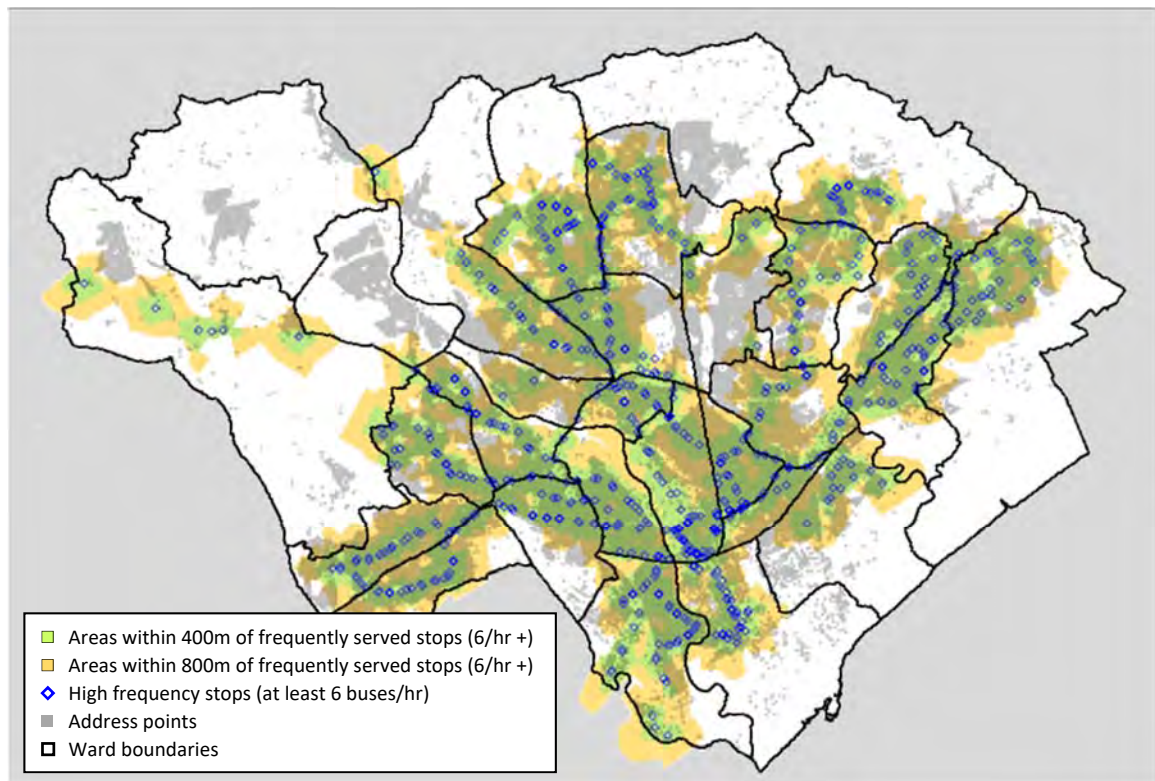 Areas within 400m of frequently served stops (6/hr +)
Areas within 800m of frequently served stops (6/hr +)
High frequency stops (at least 6 buses/hr)
Address points
Ward boundaries